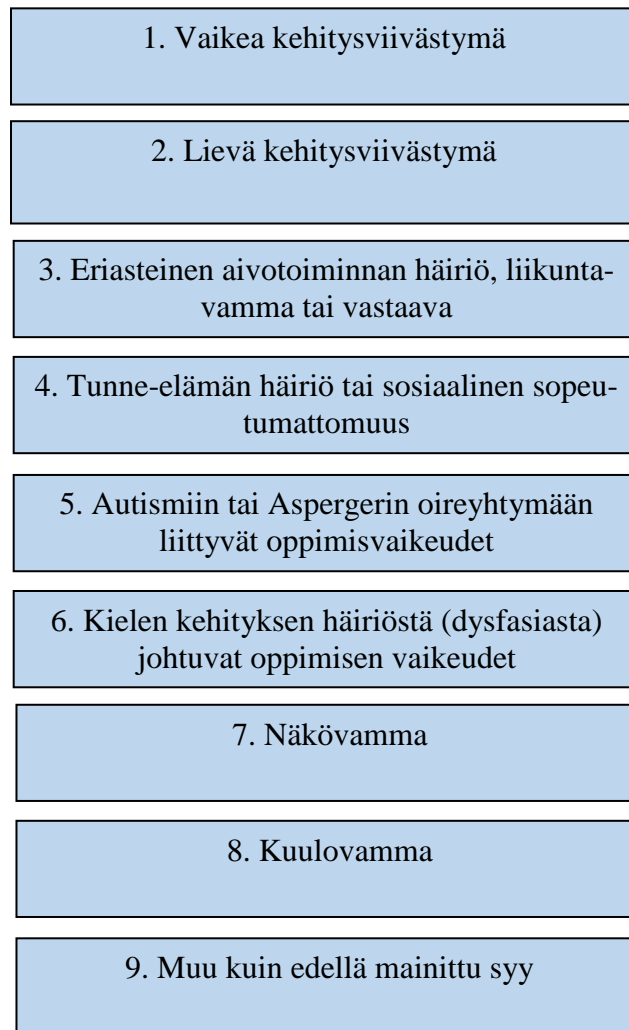 1. Vaikea kehitysviivästymä
2. Lievä kehitysviivästymä
3. Eriasteinen aivotoiminnan häiriö, liikunta-
vamma tai vastaava
4. Tunne-elämän häiriö tai sosiaalinen sopeu-
tumattomuus
5. Autismiin tai Aspergerin oireyhtymään
liittyvät oppimisvaikeudet
6. Kielen kehityksen häiriöstä (dysfasiasta)
johtuvat oppimisen vaikeudet
7. Näkövamma
8. Kuulovamma
9. Muu kuin edellä mainittu syy